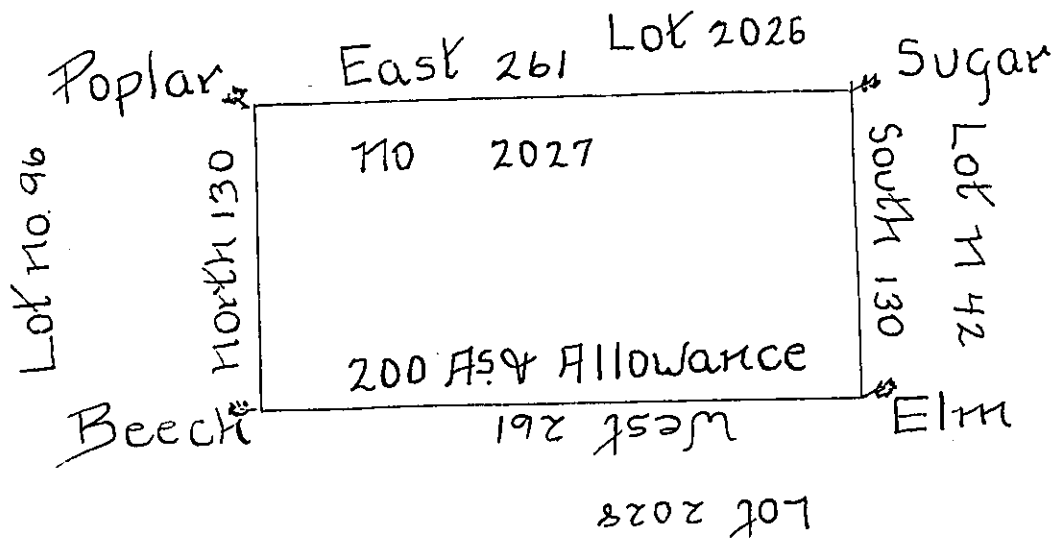 Lot 2026
East 261
Poplar
Sugar
no 2027
Lot no. 96
North 130
South 130
Lot n 42
200 As & Allowance
Beech
West 261
Elm
Lot 2028